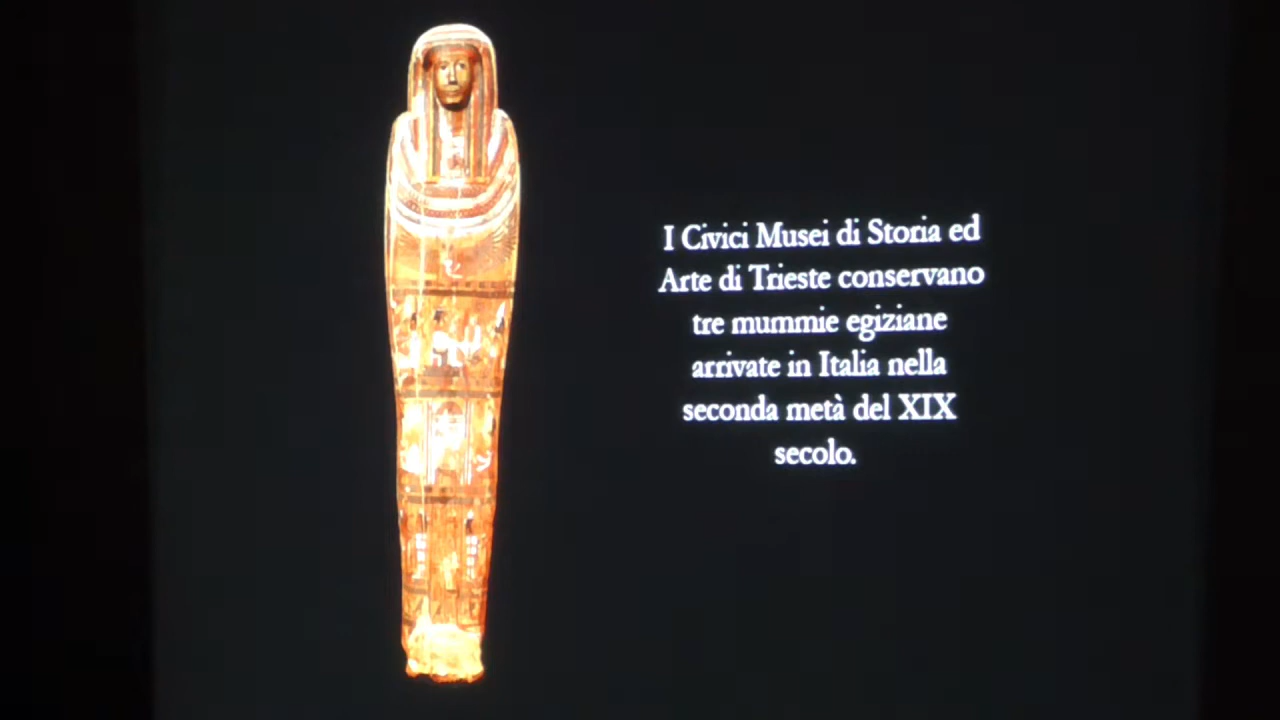 I Civici Musei di Storia ed
Arte di Trieste conservano
tre mummie egiziane
arrivate in Italia nella
seconda metà del XIX
secolo.